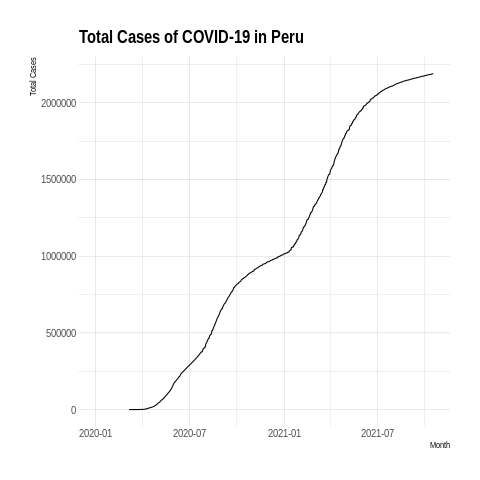 Total Cases of COVID-19 in Peru
Total Cases
2000000
1500000
1000000
500000
0
2020-01 2020-07 2021-01 2021-07
Month